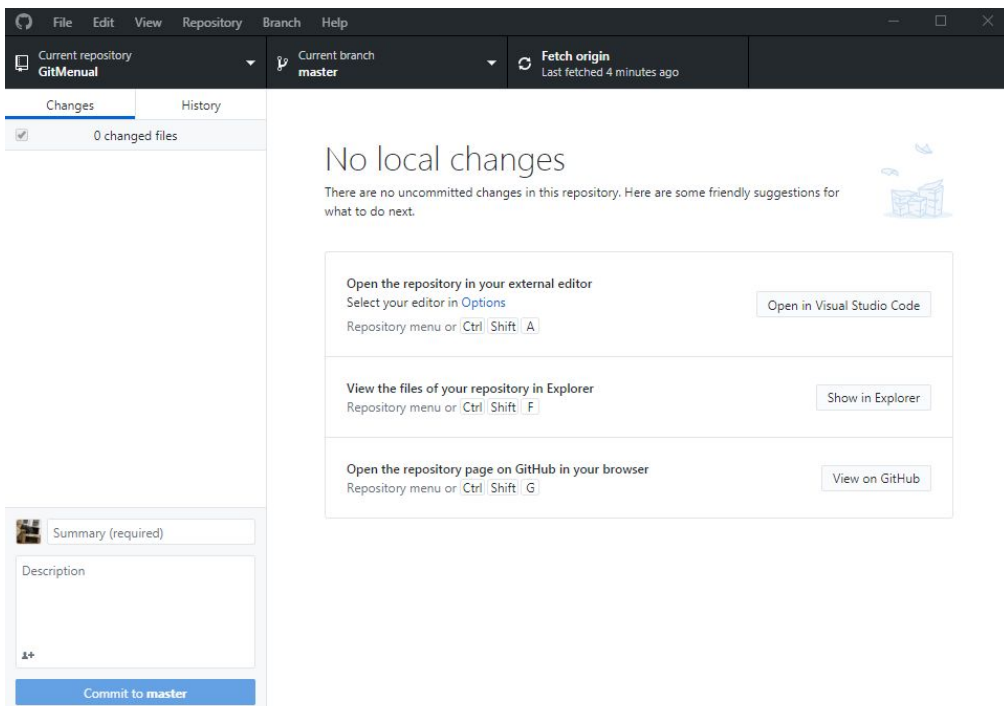 File Edit View Repository Branch Help
Current repository
GitMenual
Current branch
master
Fetch origin
Last fetched 4 minutes ago
Changes History
0 changed files
No local changes
There are no uncommitted changes in this repository. Here are some friendly suggestions for
what to do next.
Open the repository in your external editor
Select your editor in Options
Repository menu or Ctrl Shift A
Open in Visual Studio Code
View the files of your repository in Explorer
Repository menu or Ctrl Shift F
Show in Explorer
Open the repository page on GitHub in your browser
Repository menu or Ctrl Shift G
View on GitHub
Summary (required)
Description
Commit to master